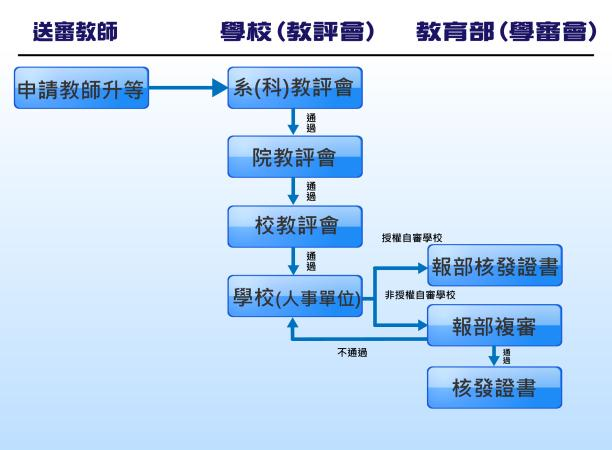 送審教師
學校(教評會)
教育部(學審會)
申請教師升等
系(科)教評會
通過
院教評會
通過
校教評會
通過
授權自審學校
學校(人事單位)
報部核發證書
非授權自審學校
報部複審
不通過
通過
核發證書